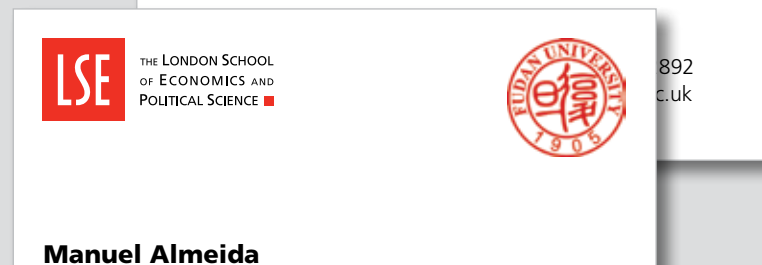 LSE
THE LONDON SCHOOL
OF ECONOMICS AND
POLITICAL SCIENCE
FUDAN UNIVERSITY
1905
892
c.uk
Manuel Almeida